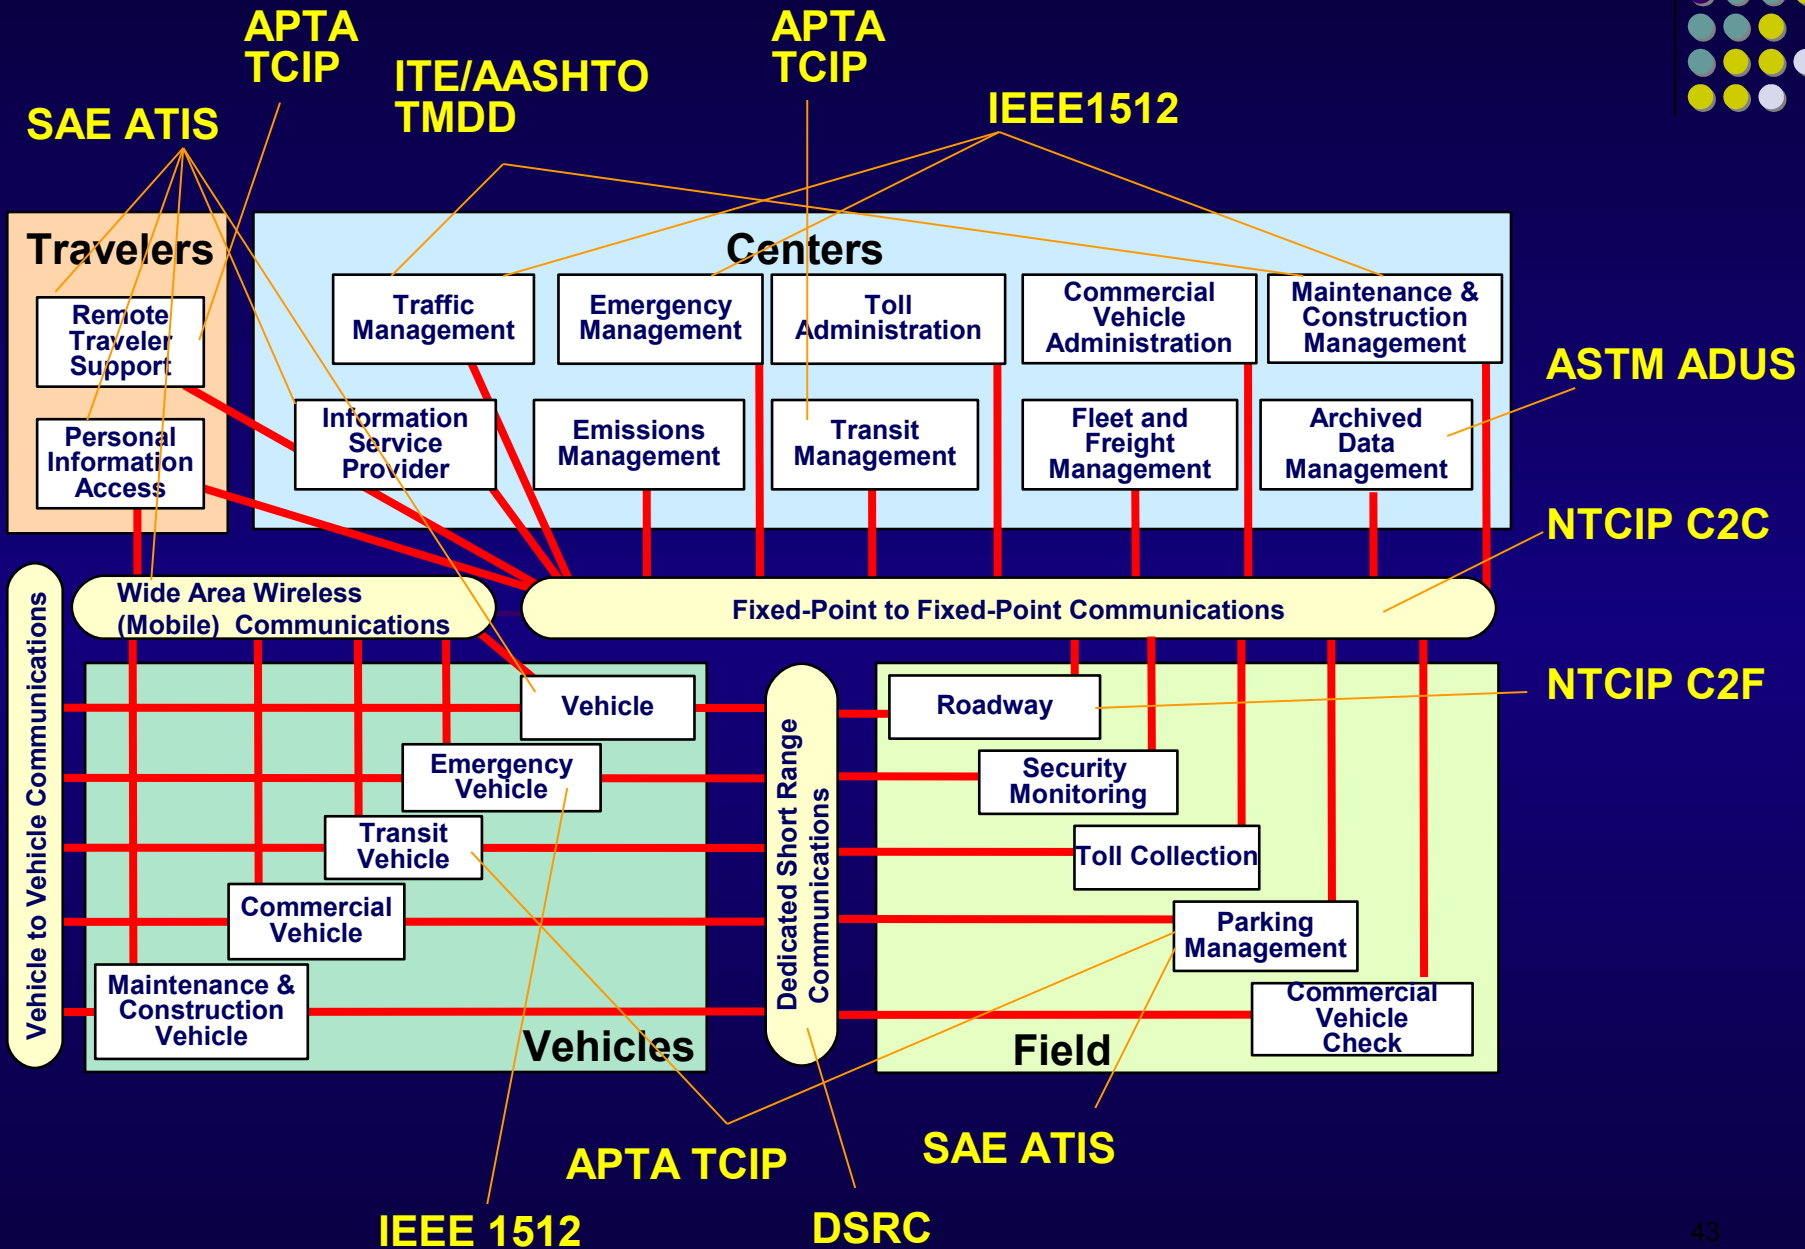 APTA
TCIP
ITE/AASHTO
TMDD
APTA
TCIP
IEEE1512
SAE ATIS
Travelers
Centers
Remote
Traveler
Support
Traffic
Management
Emergency
Management
Toll
Administration
Commercial
Vehicle
Administration
Maintenance &
Construction
Management
ASTM ADUS
Personal
Information
Access
Information
Service
Provider
Emissions
Management
Transit
Management
Fleet and
Freight
Management
Archived
Data
Management
NTCIP C2C
Wide Area Wireless
(Mobile) Communications
Fixed-Point to Fixed-Point Communications
Vehicle to Vehicle Communications
Vehicle
Emergency
Vehicle
Transit
Vehicle
Commercial
Vehicle
Maintenance &
Construction
Vehicle
Vehicles
Dedicated Short Range
Communications
Roadway
NTCIP C2F
Security
Monitoring
Toll Collection
Parking
Management
Commercial
Vehicle
Check
Field
APTA TCIP
SAE ATIS
IEEE 1512
DSRC
43